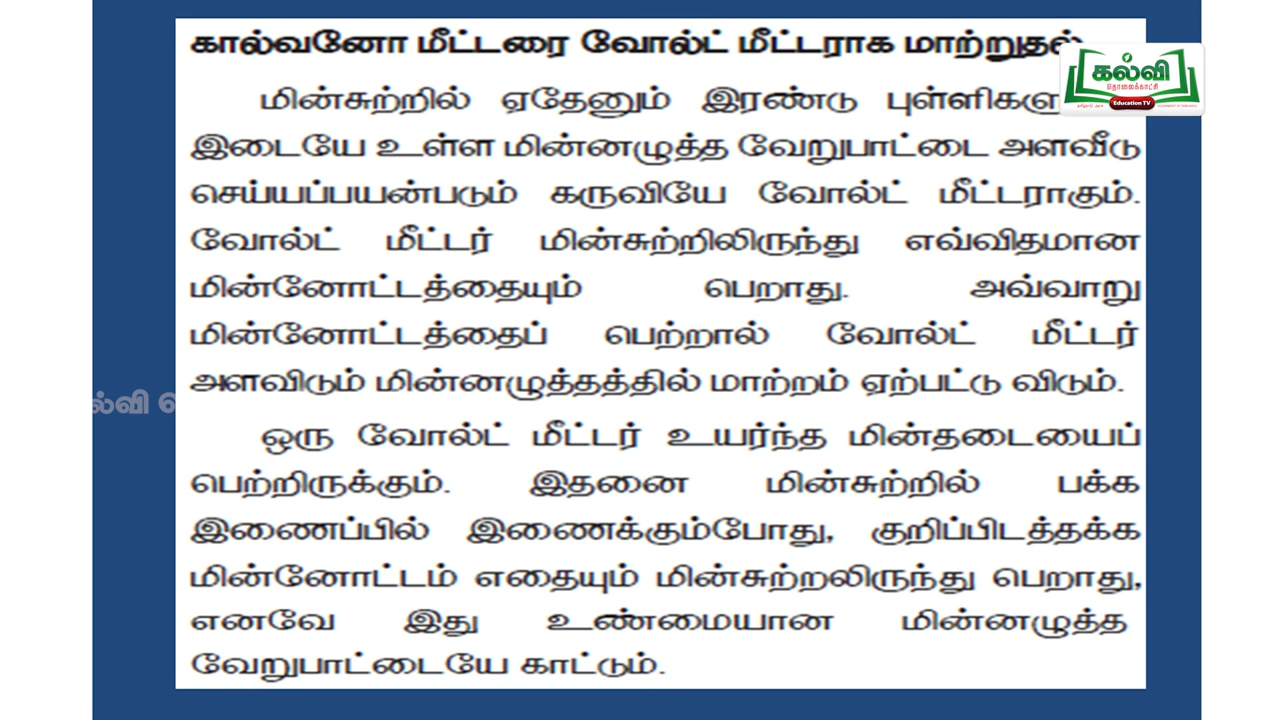 கால்வனோ மீட்டரை வோல்ட் மீட்டராக மாற்றுதல்
கல்வி
தொலைக்காட்சி
Education TV
மின்சுற்றில் ஏதேனும் இரண்டு
இடையே உள்ள மின்னழுத்த வேறுபாட்டை அளவீடு
செய்யப்பயன்படும் கருவியே வோல்ட் மீட்டராகும்.
வோல்ட் மீட்டர் மின்சுற்றிலிருந்து எவ்விதமான
மின்னோட்டத்தையும் பெறாது. அவ்வாறு
மின்னோட்டத்தைப் பெற்றால் வோல்ட் மீட்டர்
அளவிடும் மின்னழுத்தத்தில் மாற்றம் ஏற்பட்டு விடும்.
ஒரு வோல்ட் மீட்டர் உயர்ந்த மின்தடையைப்
பெற்றிருக்கும். இதனை மின்சுற்றில் பக்க
இணைப்பில் இணைக்கும்போது, குறிப்பிடத்தக்க
மின்னோட்டம் எதையும் மின்சுற்றலிருந்து பெறாது,
எனவே இது உண்மையான மின்னழுத்த
வேறுபாட்டையே காட்டும்.